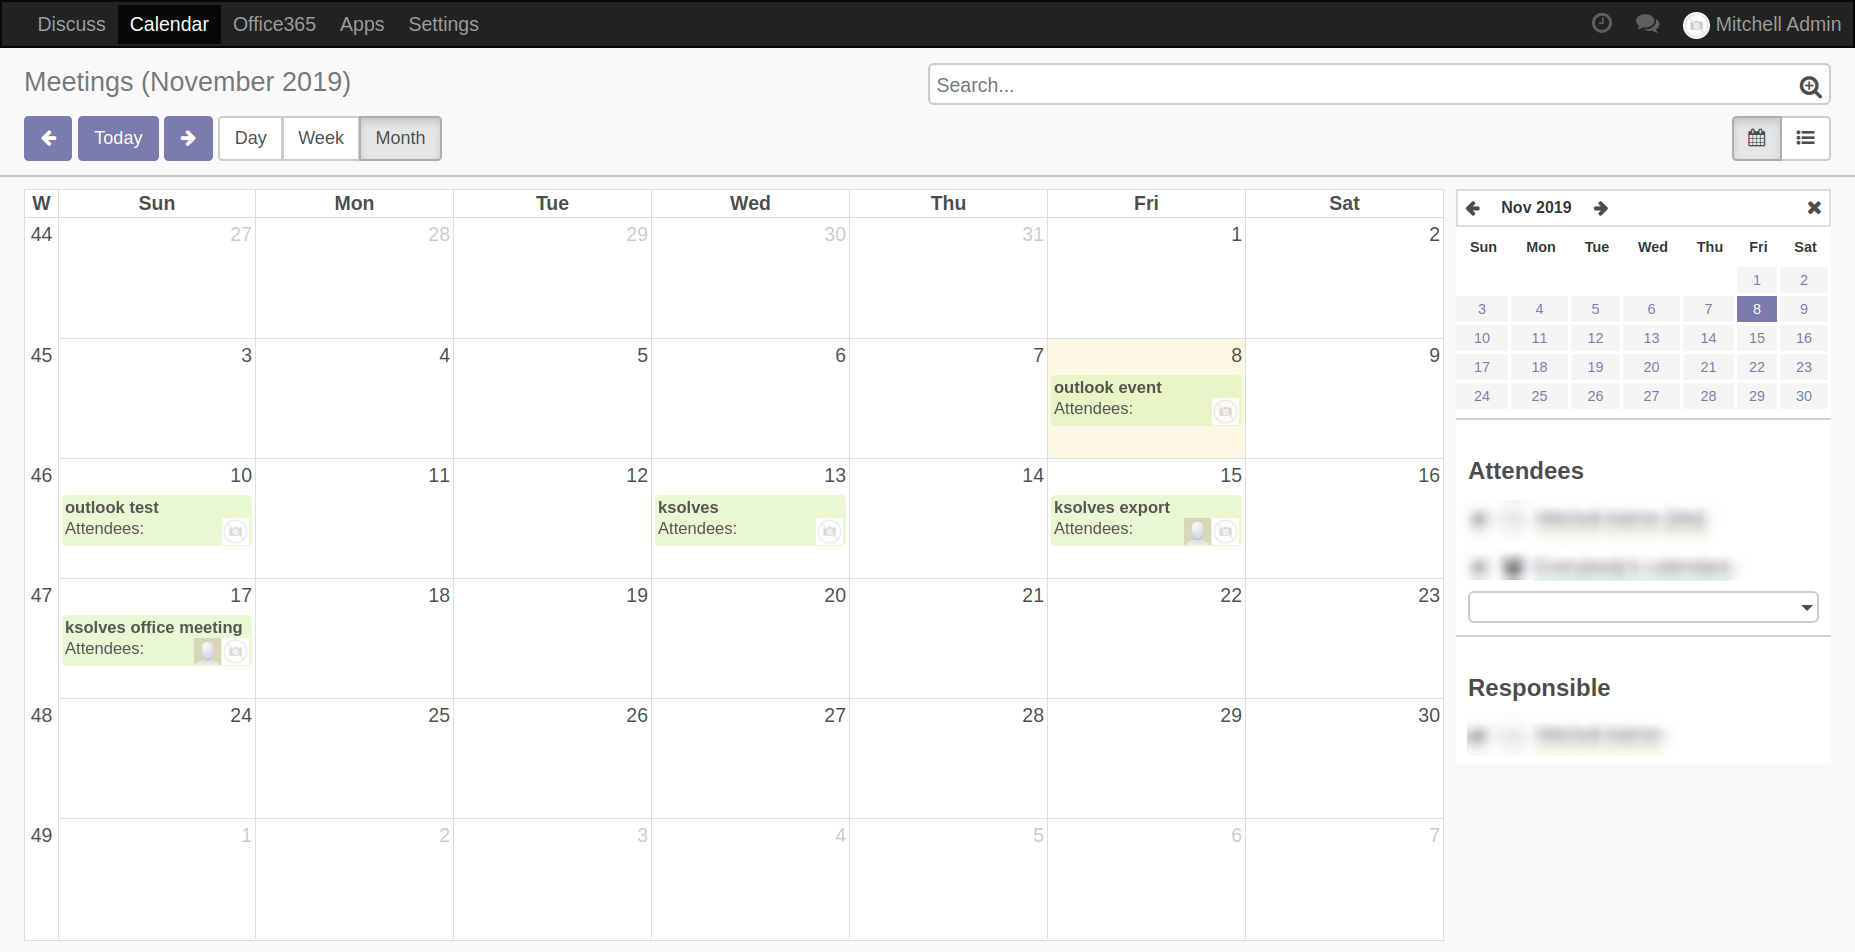 Discuss Calendar Office365 Apps Settings Mitchell Admin
Meetings (November 2019)
Search...
Today Day Week Month
W Sun Mon Tue Wed Thu Fri Sat
44 27 28 29 30 31 1 2
45 3 4 5 6 7 8 9
outlook event
Attendees:
46 10 11 12 13 14 15 16
outlook test ksolves ksolves export
Attendees: Attendees: Attendees:
47 17 18 19 20 21 22 23
ksolves office meeting
Attendees:
48 24 25 26 27 28 29 30
49 1 2 3 4 5 6 7
Nov 2019
Sun Mon Tue Wed Thu Fri Sat
1 2
3 4 5 6 7 8 9
10 11 12 13 14 15 16
17 18 19 20 21 22 23
24 25 26 27 28 29 30
Attendees
Responsible